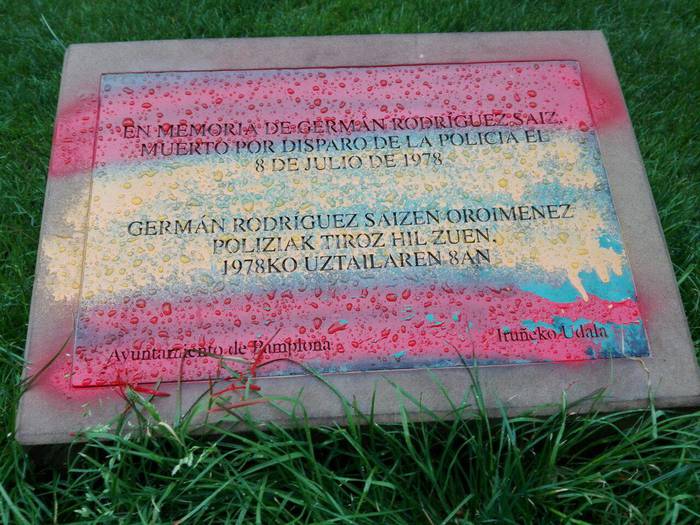 EN MEMORIA DE GERMÁN RODRÍGUEZ SAIZ,
MUERTO POR DISPARO DE LA POLICIA EL
8 DE JULIO DE 1978
GERMÁN RODRÍGUEZ SAIZEN OROIMENEZ
POLIZIAK TIROZ HIL ZUEN,
1978KO UZTAILAREN 8AN
Ayuntamiento de Pamplona
Iruñeko Udala